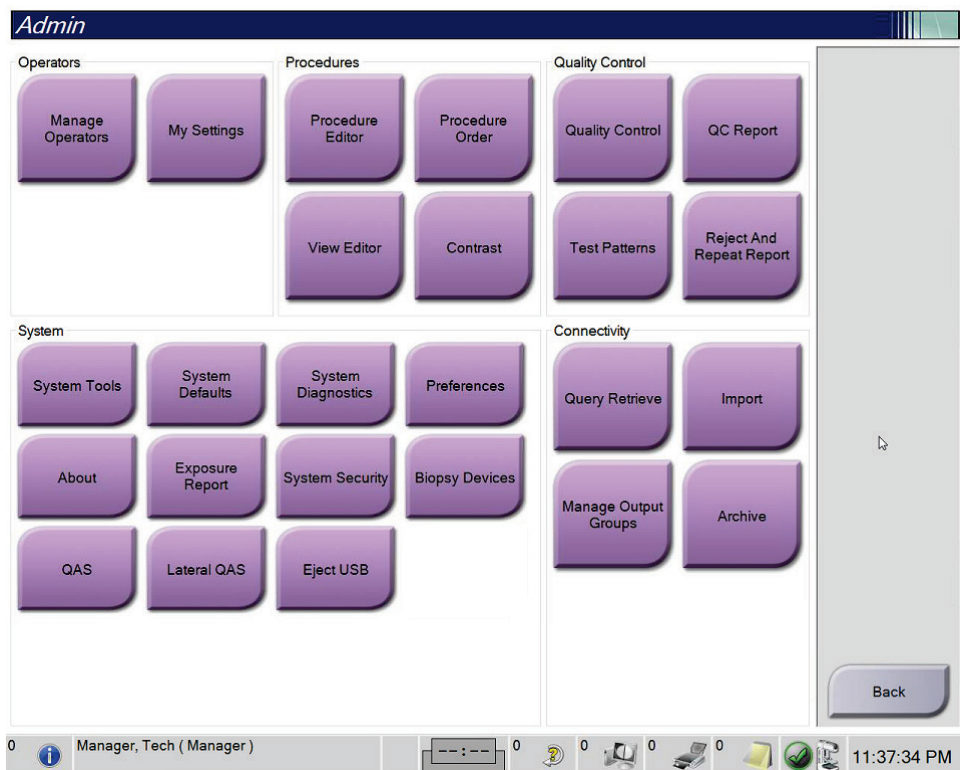 Admin
Operators
Manage
Operators
My Settings
Procedures
Procedure
Editor
Procedure
Order
View Editor
Contrast
Quality Control
Quality Control
QC Report
Test Patterns
Reject And
Repeat Report
System
System Tools
System
Defaults
System
Diagnostics
Preferences
About
Exposure
Report
System Security
Biopsy Devices
QAS
Lateral QAS
Eject USB
Connectivity
Query Retrieve
Import
Manage Output
Groups
Archive
Back
0
Manager, Tech ( Manager )
--:--
0
0
0
0
11:37:34 PM